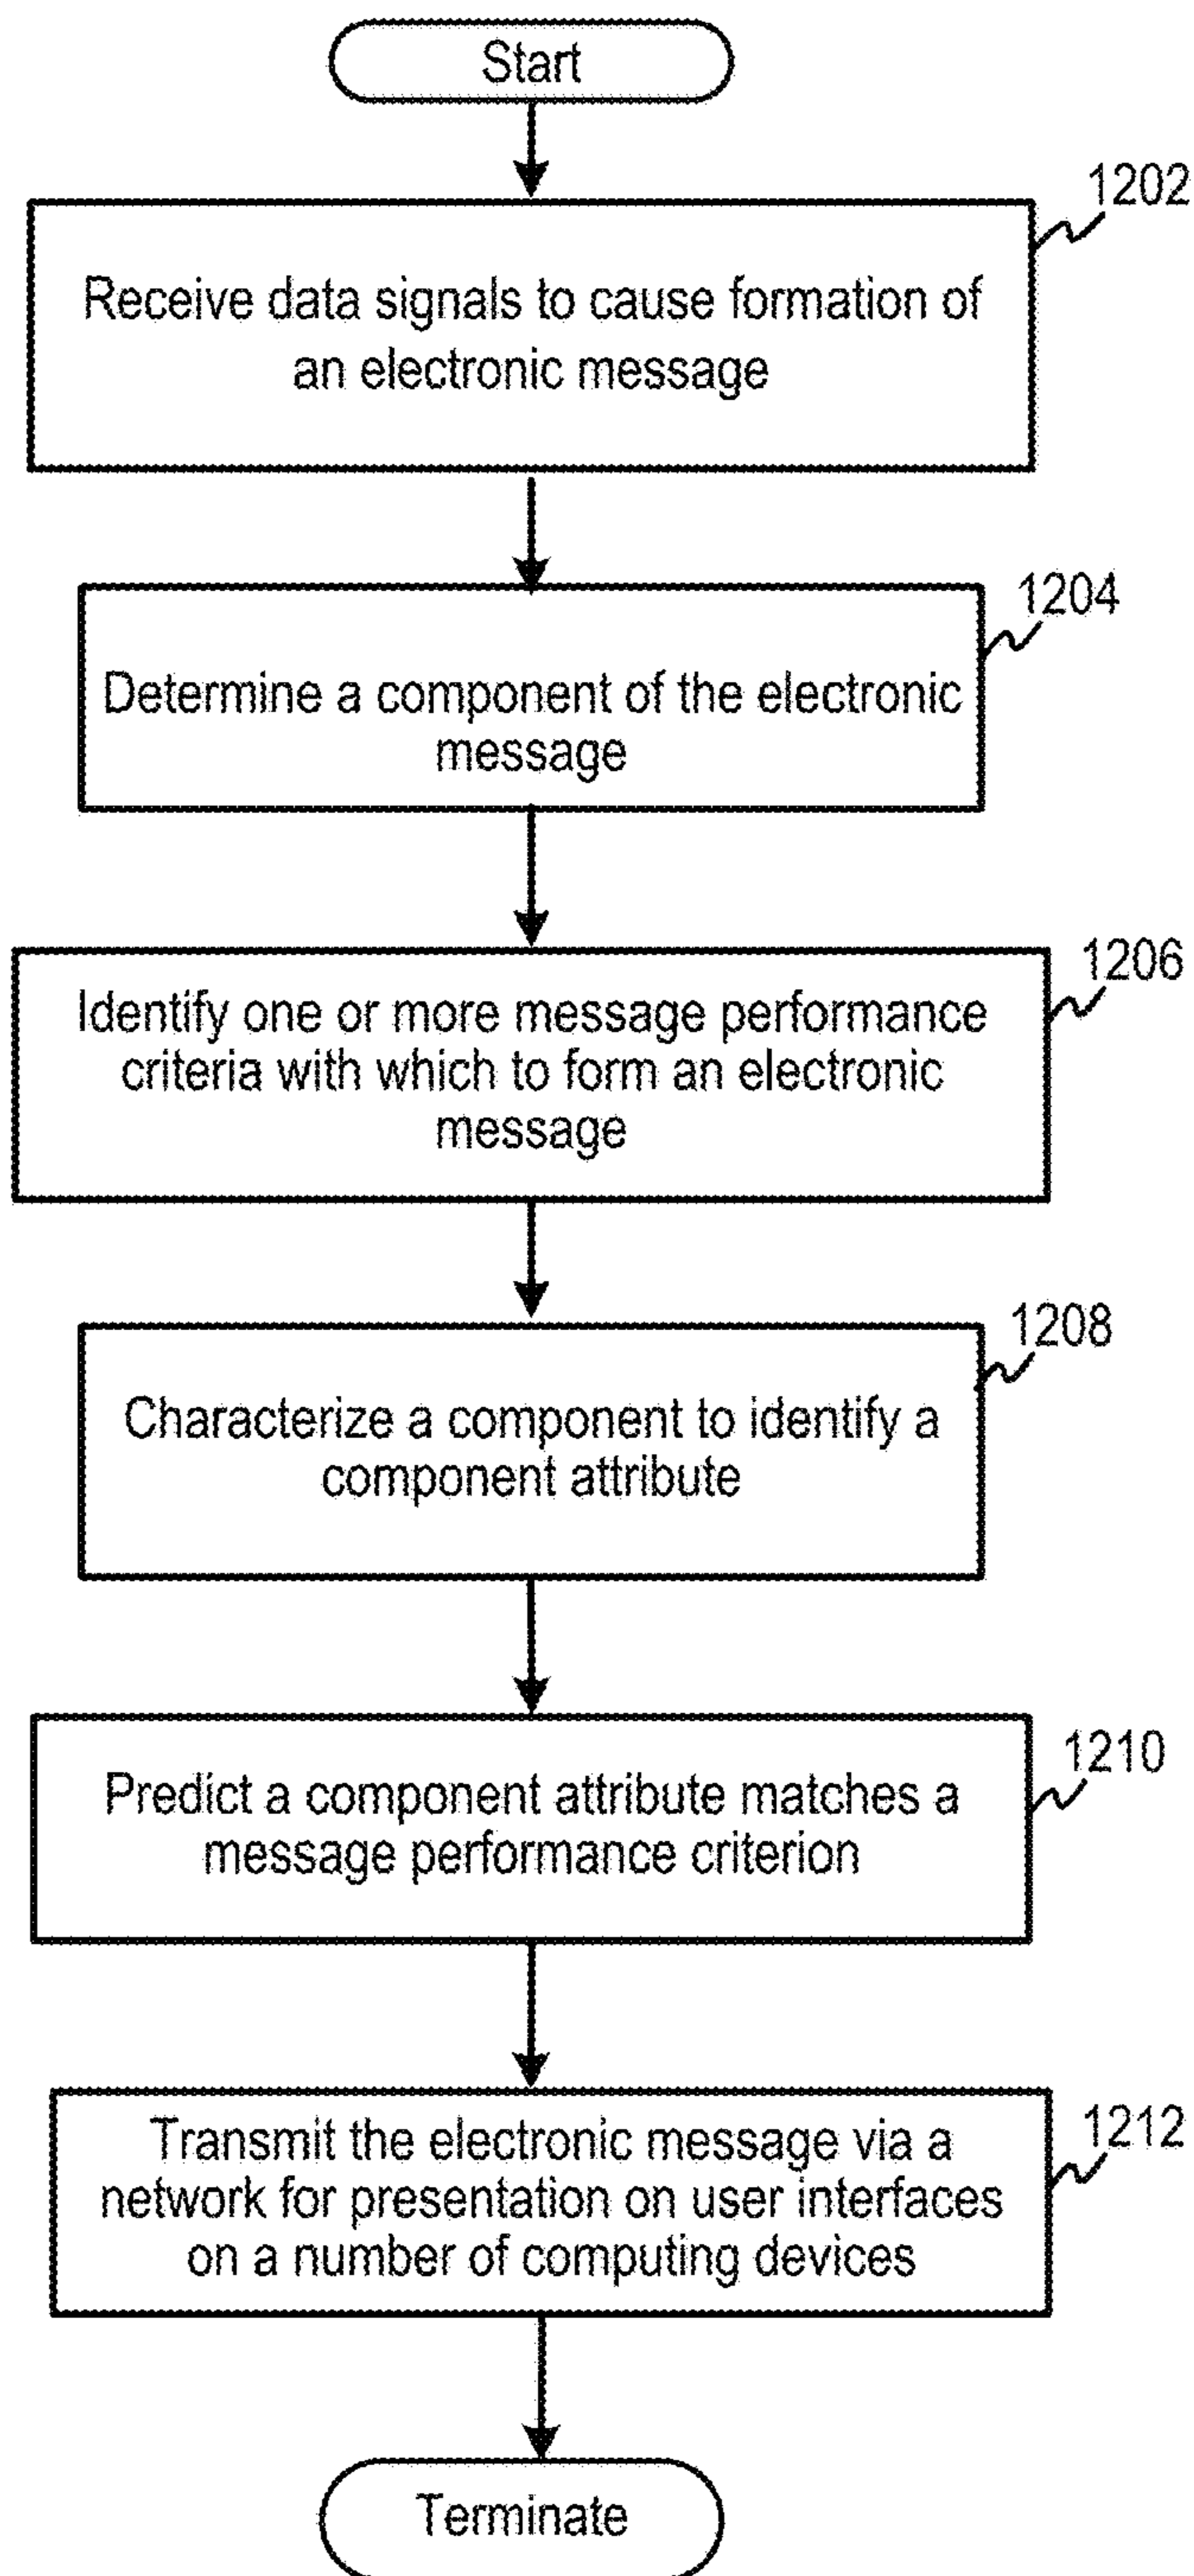 Start
1202
Receive data signals to cause formation of
an electronic message
1204
Determine a component of the electronic
message
1206
Identify one or more message performance
criteria with which to form an electronic
message
1208
Characterize a component to identify a
component attribute
1210
Predict a component attribute matches a
message performance criterion
1212
Transmit the electronic message via a
network for presentation on user interfaces
on a number of computing devices
Terminate